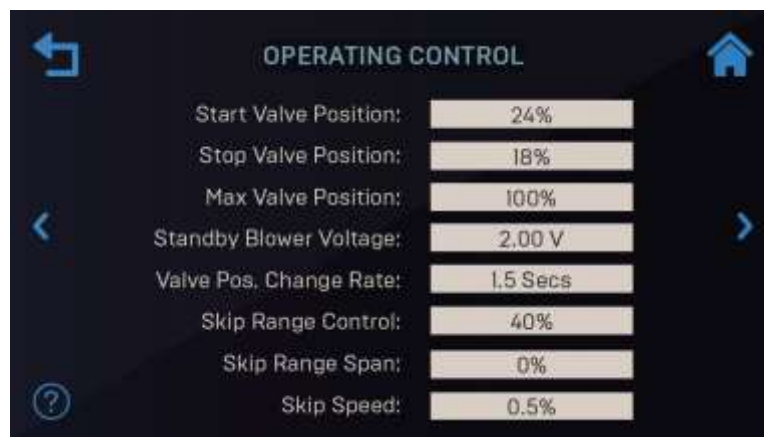 OPERATING CONTROL
Start Valve Position: 24%
Stop Valve Position: 18%
Max Valve Position: 100%
Standby Blower Voltage: 2.00 V
Valve Pos. Change Rate: 1.5 Secs
Skip Range Control: 40%
Skip Range Span: 0%
Skip Speed: 0.5%
?